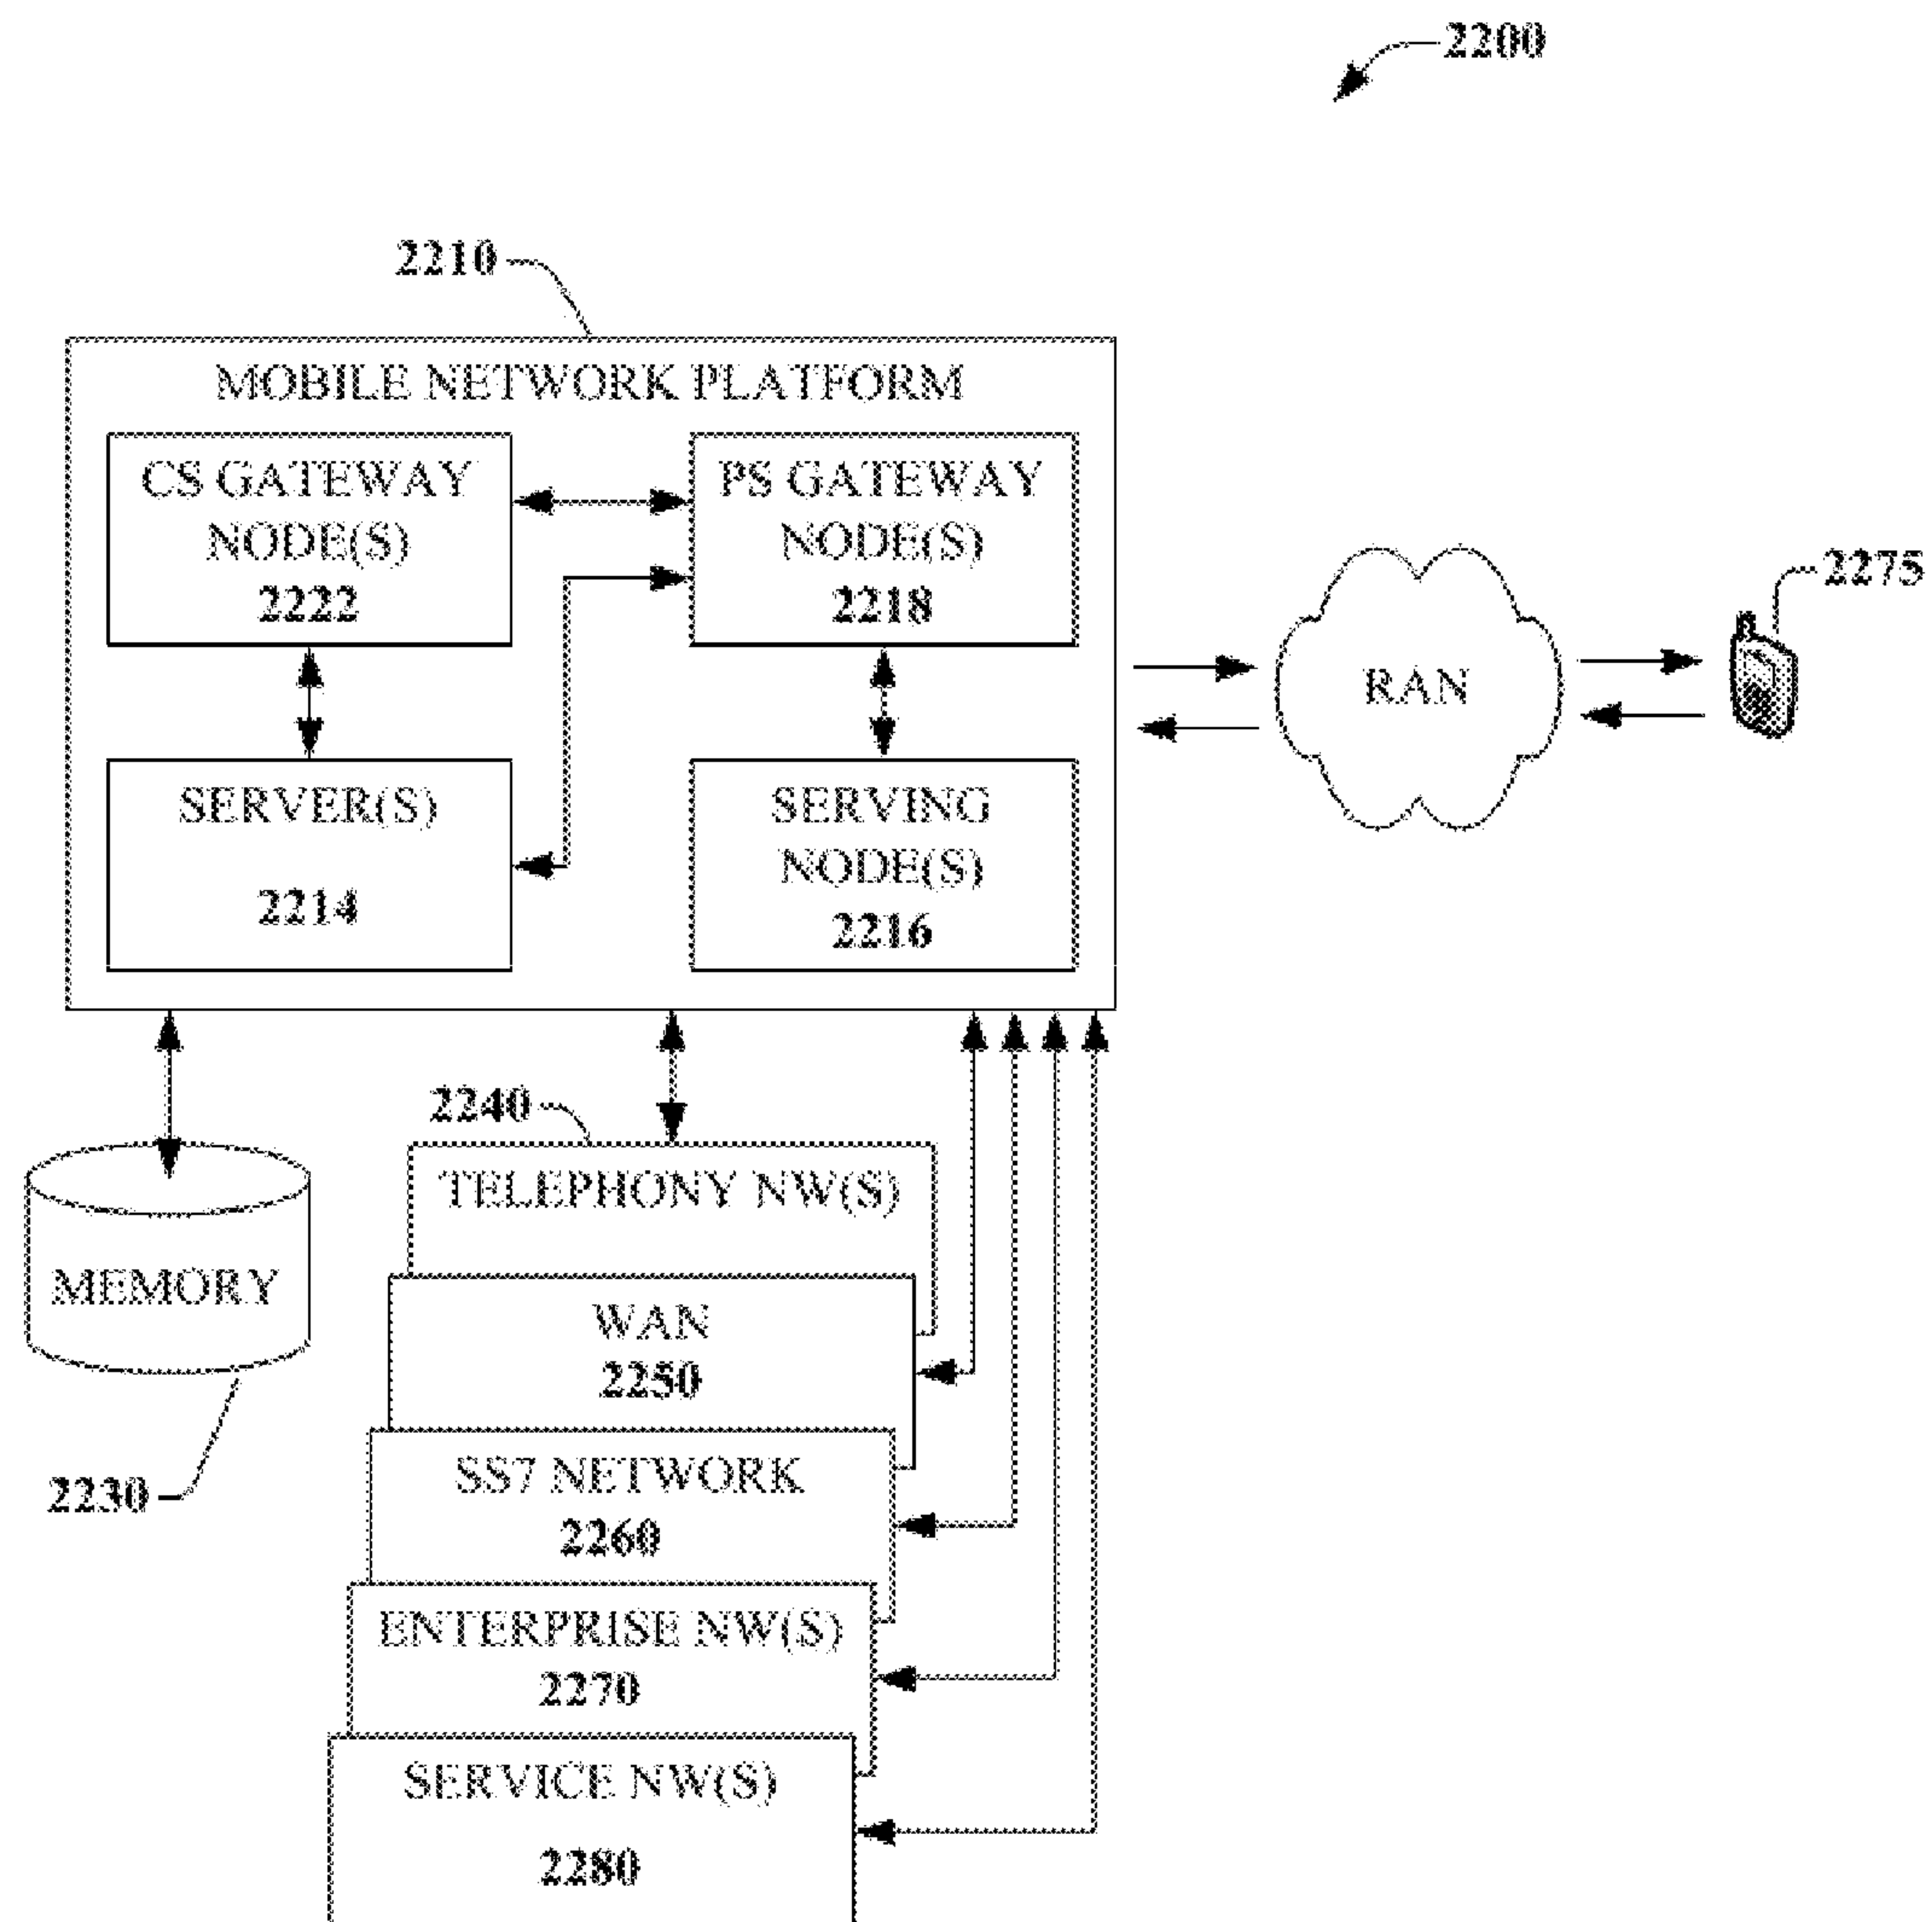 2200
2210
MOBILE NETWORK PLATFORM
CS GATEWAY
NODE(S)
2222
PS GATEWAY
NODE(S)
2218
SERVER(S)
2214
SERVING
NODE(S)
2216
RAN
2275
2240
TELEPHONY NW(S)
MEMORY
2230
WAN
2250
SS7 NETWORK
2260
ENTERPRISE NW(S)
2270
SERVICE NW(S)
2280